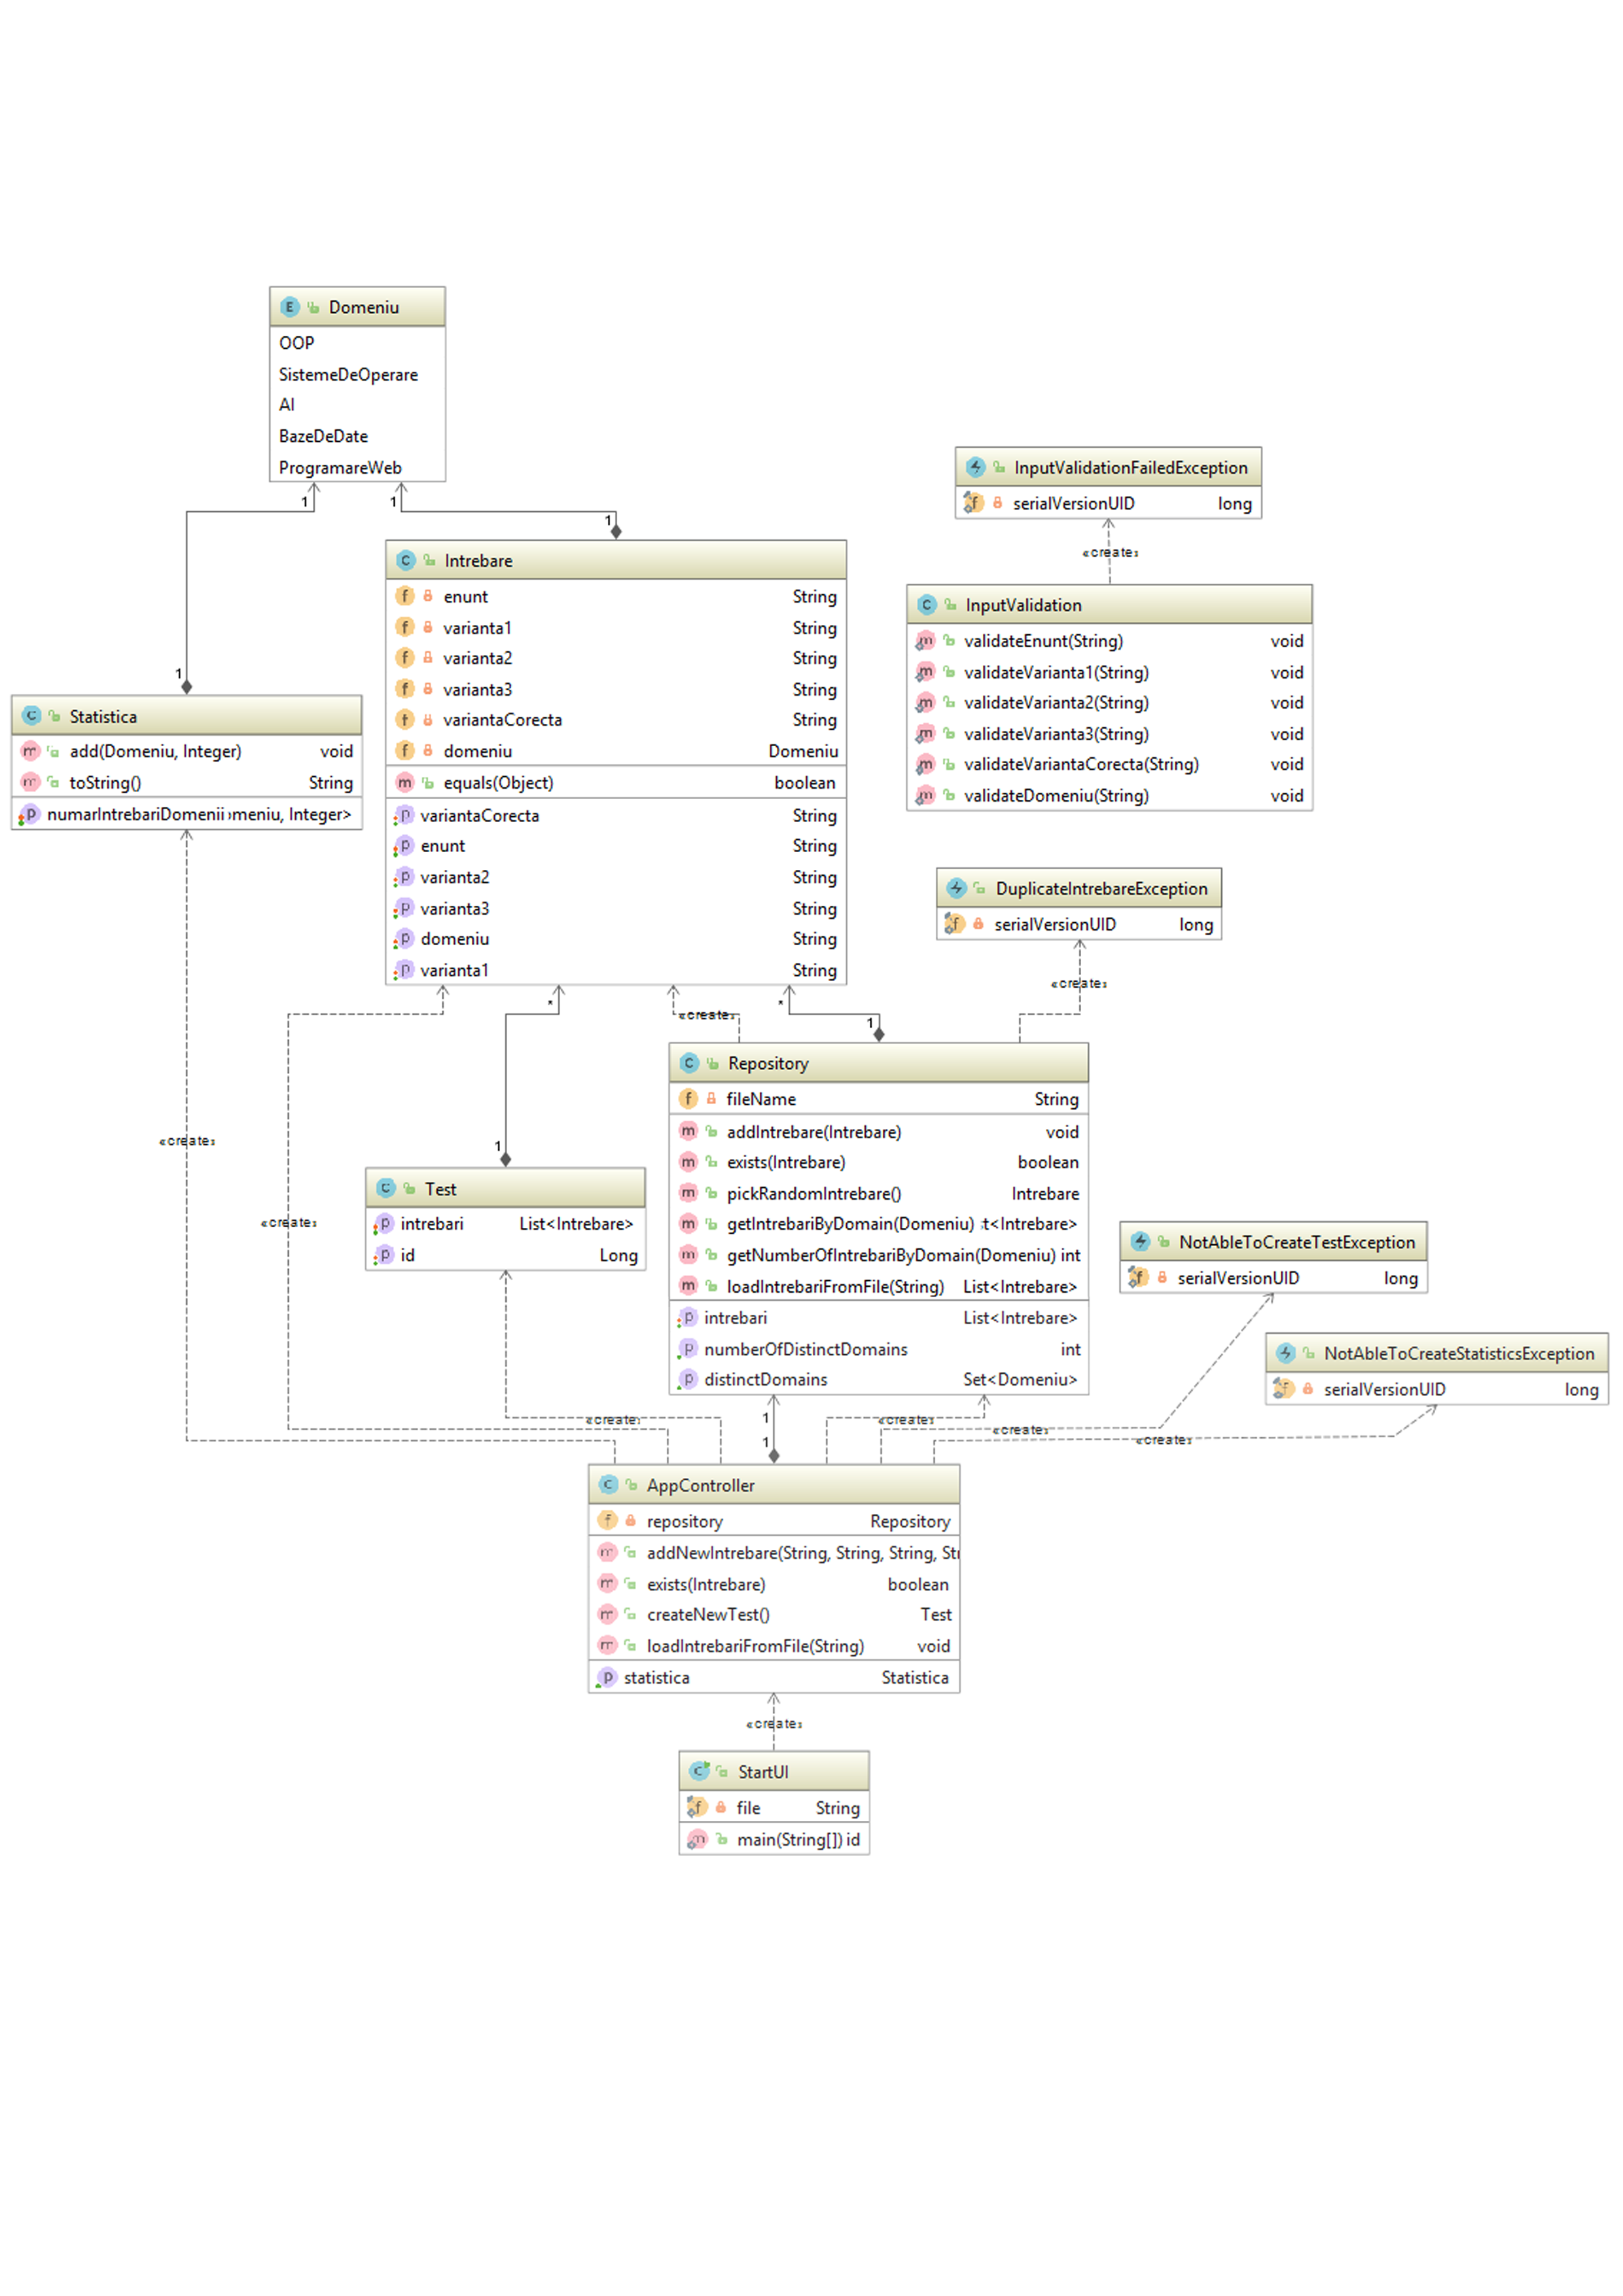 Domeniu
OOP
SistemeDeOperare
AI
BazeDeDate
ProgramareWeb
1
1
1
1
InputValidationFailedException
serialVersionUID long
«create»
InputValidation
validateEnunt(String) void
validateVarianta1(String) void
validateVarianta2(String) void
validateVarianta3(String) void
validateVariantaCorecta(String) void
validateDomeniu(String) void
Intrebare
enunt String
varianta1 String
varianta2 String
varianta3 String
variantaCorecta String
domeniu Domeniu
equals(Object) boolean
variantaCorecta String
enunt String
varianta2 String
varianta3 String
domeniu String
varianta1 String
Statistica
add(Domeniu, Integer) void
toString() String
numarIntrebariDomenii meniu, Integer>
DuplicateIntrebareException
serialVersionUID long
«create»
*
«create»
*
1
Repository
fileName String
addIntrebare(Intrebare) void
exists(Intrebare) boolean
pickRandomIntrebare() Intrebare
getIntrebariByDomain(Domeniu) t<Intrebare>
getNumberOfIntrebariByDomain(Domeniu) int
loadIntrebariFromFile(String) List<Intrebare>
intrebari List<Intrebare>
numberOfDistinctDomains int
distinctDomains Set<Domeniu>
«create»
«create»
1
Test
intrebari List<Intrebare>
id Long
NotAbleToCreateTestException
serialVersionUID long
NotAbleToCreateStatisticsException
serialVersionUID long
«create»
1
1
«create»
«create»
«create»
AppController
repository Repository
addNewIntrebare(String, String, String, Str
exists(Intrebare) boolean
createNewTest() Test
loadIntrebariFromFile(String) void
statistica Statistica
«create»
StartUI
file String
main(String[]) id